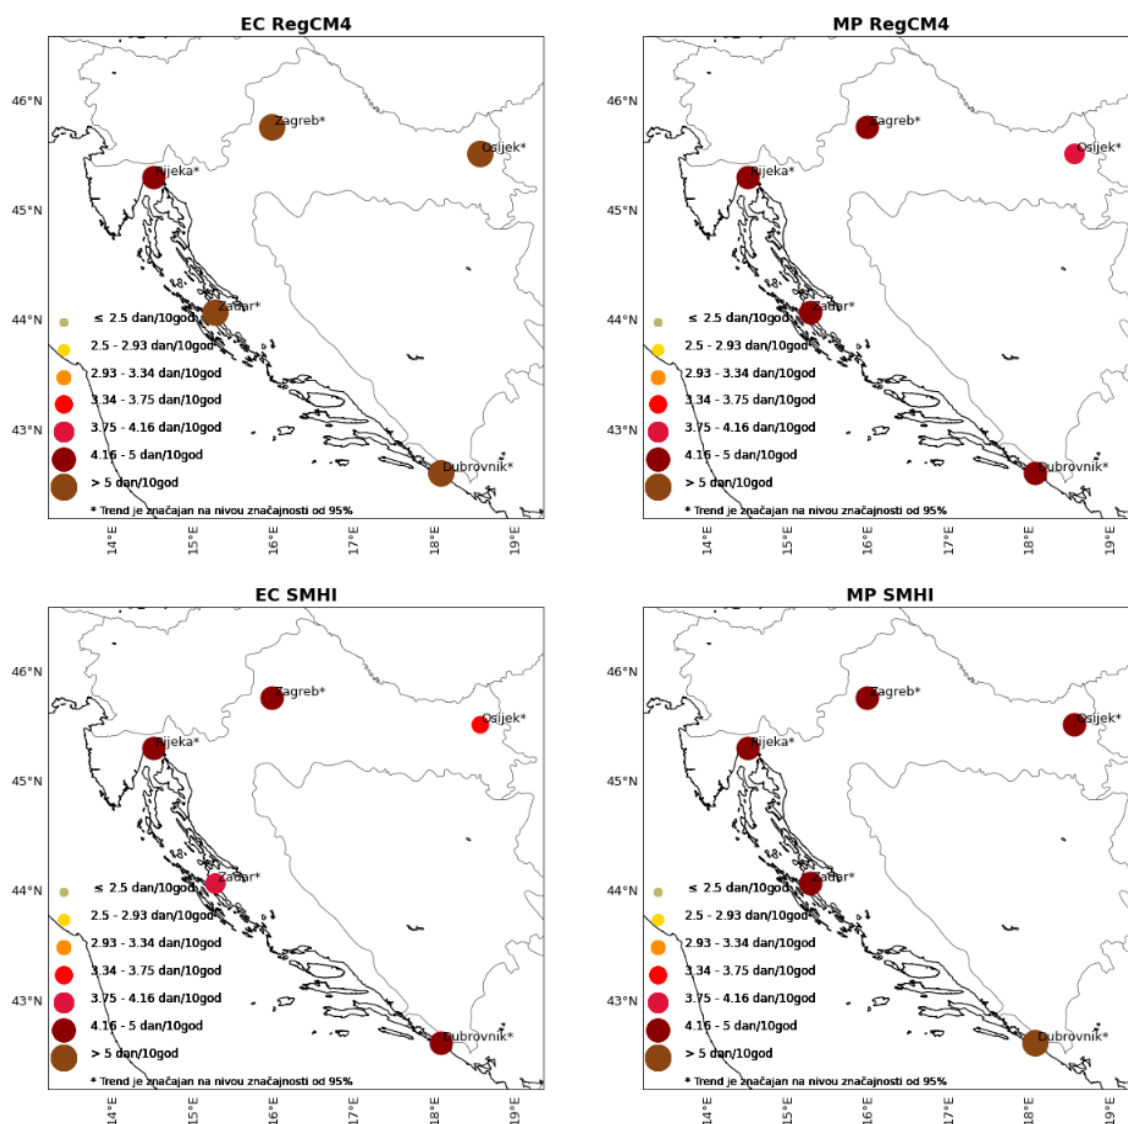 EC RegCM4
46°N
45°N
44°N
43°N
Zagreb*
Osijek*
Rijeka*
Zadar*
Dubrovnik*
≤ 2.5 dan/10god
2.5 - 2.93 dan/10god
2.93 - 3.34 dan/10god
3.34 - 3.75 dan/10god
3.75 - 4.16 dan/10god
4.16 - 5 dan/10god
> 5 dan/10god
* Trend je značajan na nivou značajnosti od 95%
14°E
15°E
16°E
17°E
18°E
19°E
MP RegCM4
46°N
45°N
44°N
43°N
Zagreb*
Osijek*
Rijeka*
Zadar*
Dubrovnik*
≤ 2.5 dan/10god
2.5 - 2.93 dan/10god
2.93 - 3.34 dan/10god
3.34 - 3.75 dan/10god
3.75 - 4.16 dan/10god
4.16 - 5 dan/10god
> 5 dan/10god
* Trend je značajan na nivou značajnosti od 95%
14°E
15°E
16°E
17°E
18°E
19°E
EC SMHI
46°N
45°N
44°N
43°N
Zagreb*
Osijek*
Rijeka*
Zadar*
Dubrovnik*
≤ 2.5 dan/10god
2.5 - 2.93 dan/10god
2.93 - 3.34 dan/10god
3.34 - 3.75 dan/10god
3.75 - 4.16 dan/10god
4.16 - 5 dan/10god
> 5 dan/10god
* Trend je značajan na nivou značajnosti od 95%
14°E
15°E
16°E
17°E
18°E
19°E
MP SMHI
46°N
45°N
44°N
43°N
Zagreb*
Osijek*
Rijeka*
Zadar*
Dubrovnik*
≤ 2.5 dan/10god
2.5 - 2.93 dan/10god
2.93 - 3.34 dan/10god
3.34 - 3.75 dan/10god
3.75 - 4.16 dan/10god
4.16 - 5 dan/10god
> 5 dan/10god
* Trend je značajan na nivou značajnosti od 95%
14°E
15°E
16°E
17°E
18°E
19°E